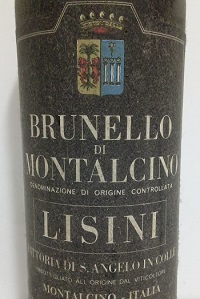 BRUNELLO
DI
MONTALCINO
DENOMINAZIONE DI ORIGINE CONTROLLATA
LISINI
FATTORIA DI S. ANGELO IN COLLE
IMBOTTIGLIATO ALL'ORIGINE DAL VITICOLTORE
MONTALCINO - ITALIA